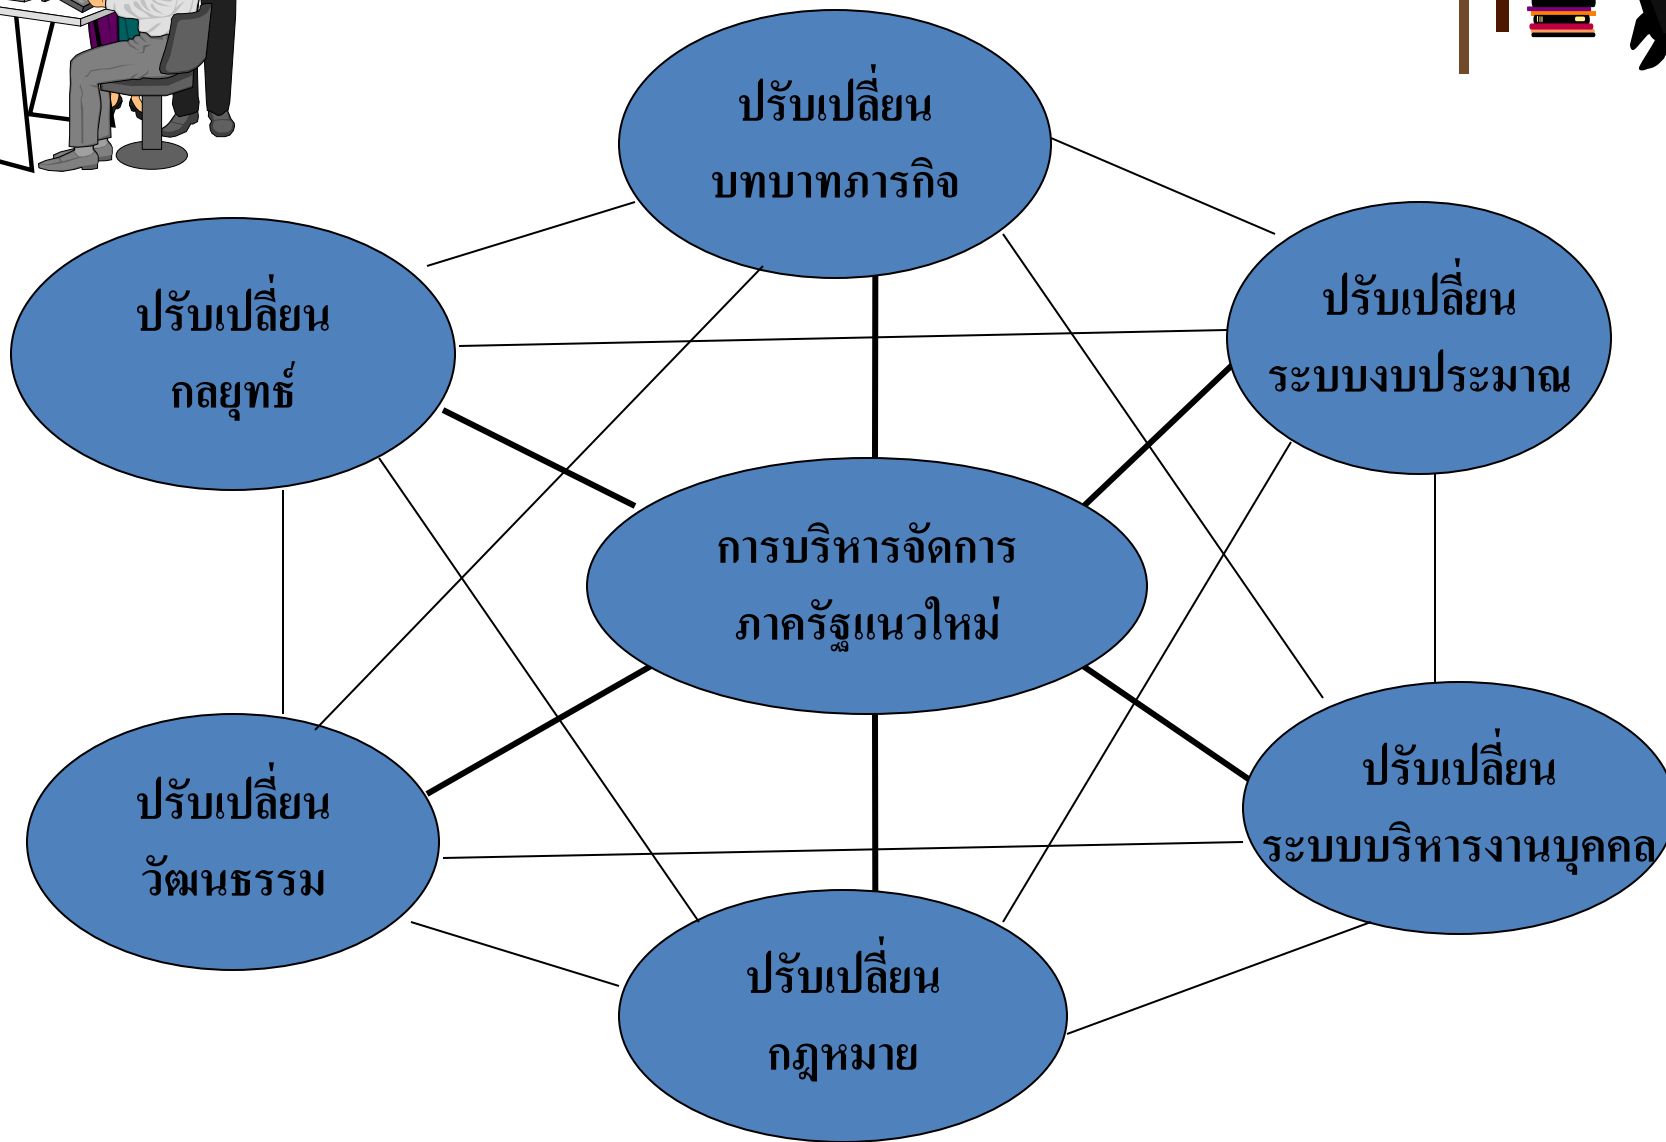 ปรับเปลี่ยน
บทบาทภารกิจ
ปรับเปลี่ยน
กลยุทธ์
ปรับเปลี่ยน
ระบบงบประมาณ
การบริหารจัดการ
ภาครัฐแนวใหม่
ปรับเปลี่ยน
วัฒนธรรม
ปรับเปลี่ยน
ระบบบริหารงานบุคคล
ปรับเปลี่ยน
กฎหมาย